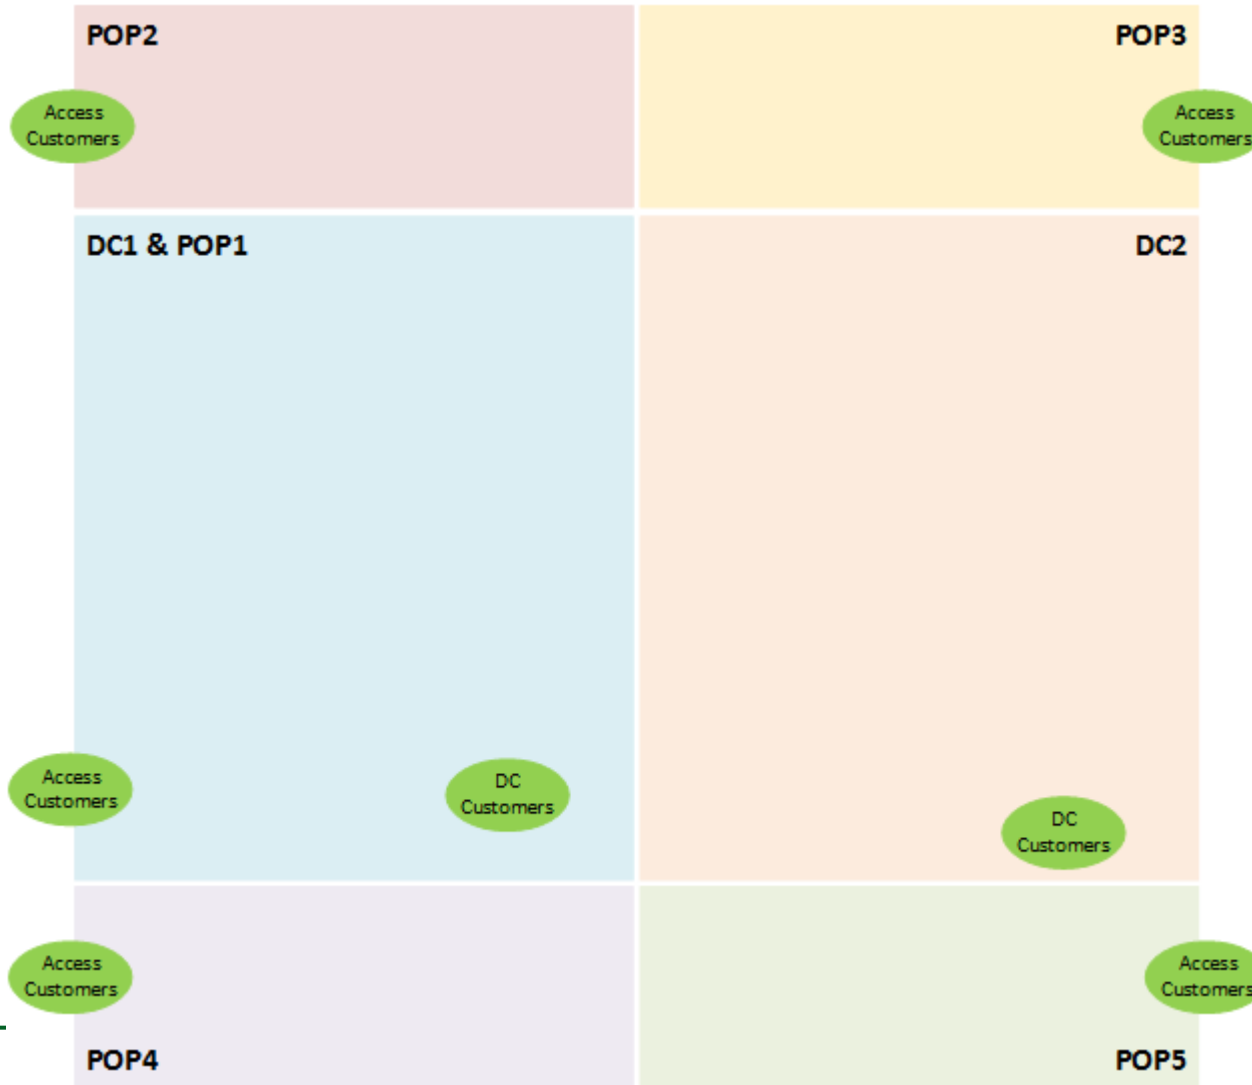 POP2
POP3
Access
Customers
Access
Customers
DC1 & POP1
DC2
Access
Customers
DC
Customers
DC
Customers
Access
Customers
Access
Customers
POP4
POP5